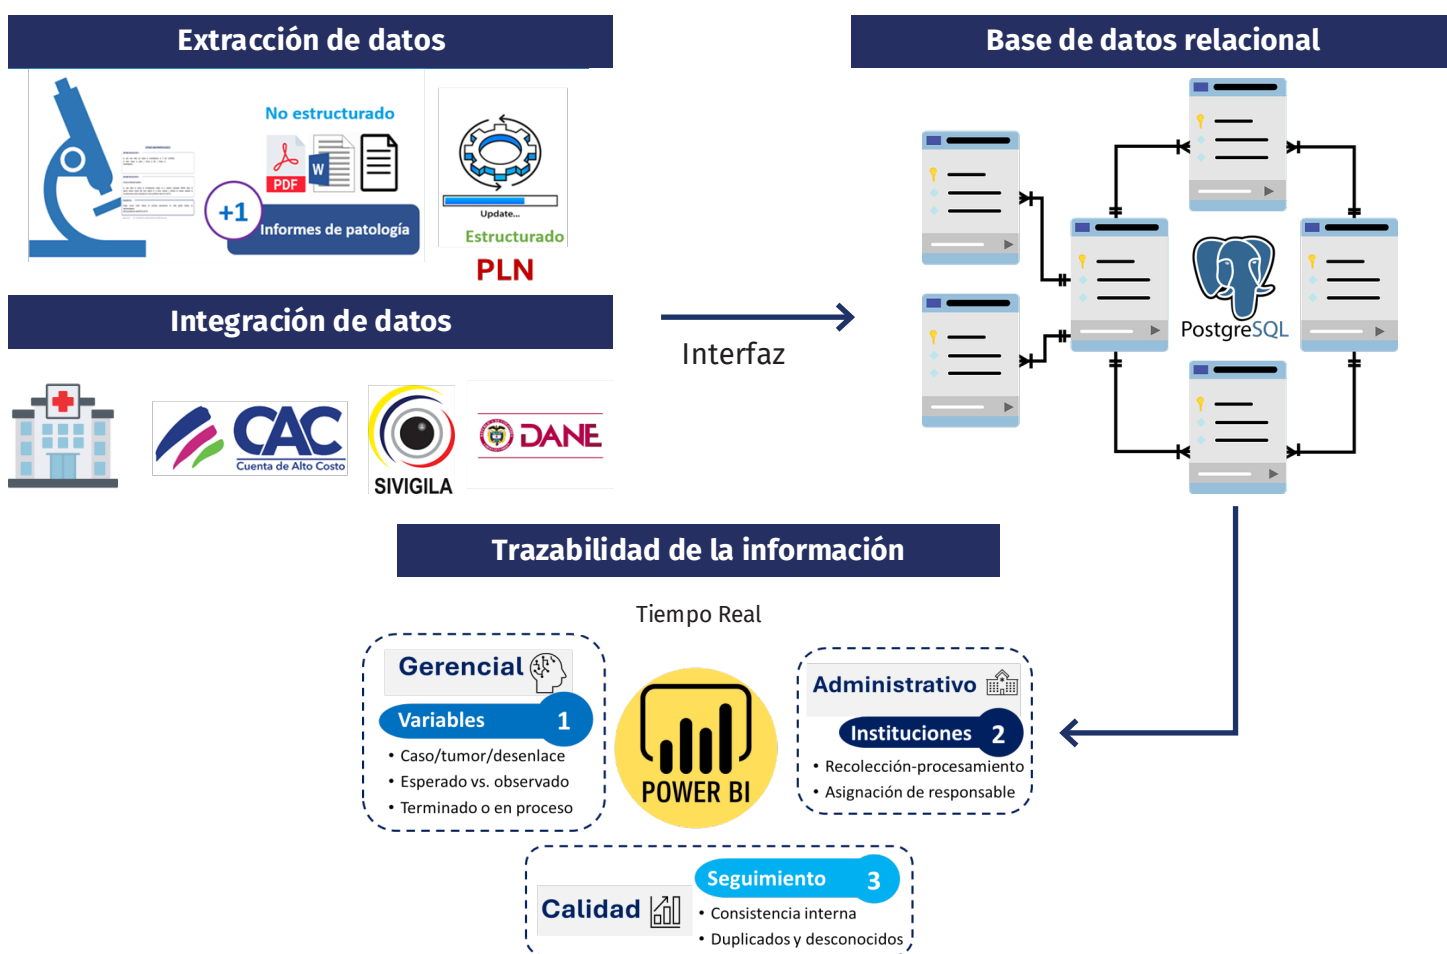 Extracción de datos
No estructurado
PDF
W
+1
Informes de patología
Update...
Estructurado
PLN
Integración de datos
CAC
Cuenta de Alto Costo
SIVIGILA
DANE
Interfaz
Base de datos relacional
PostgreSQL
Trazabilidad de la información
Tiempo Real
Gerencial
Variables 1
• Caso/tumor/desenlace
• Esperado vs. observado
• Terminado o en proceso
POWER BI
Administrativo
Instituciones 2
• Recolección-procesamiento
• Asignación de responsable
Calidad
Seguimiento 3
• Consistencia interna
• Duplicados y desconocidos